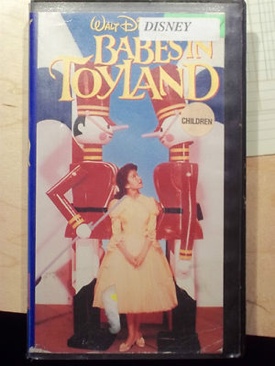 WALT DISNEY
BABES IN
TOYLAND
CHILDREN